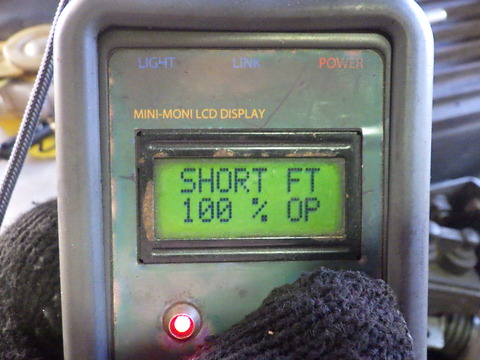 LIGHT LINK POWER
MINI-MONI LCD DISPLAY
SHORT FT
100 % OP